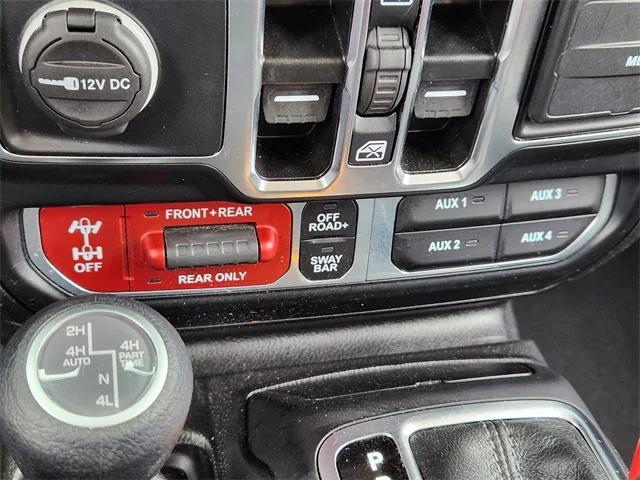 12V DC
ME
FRONT+REAR
OFF
REAR ONLY
OFF
ROAD+
SWAY
BAR
AUX 1
AUX 3
AUX 2
AUX 4
2H
4H
AUTO
4H
PART
TIME
N
4L
P